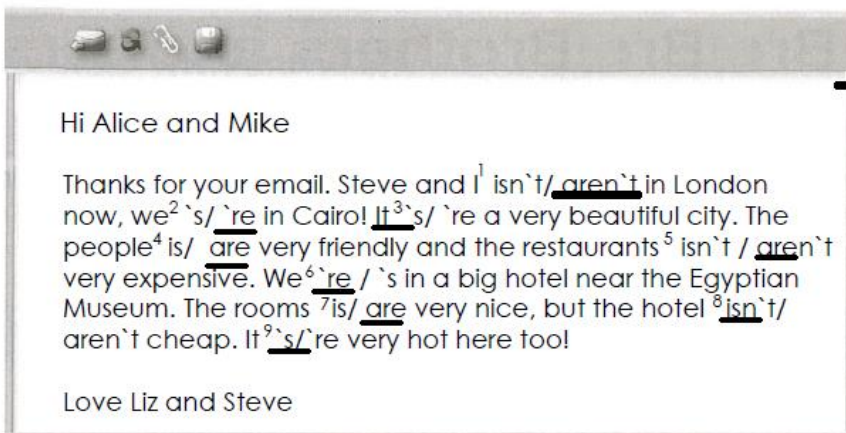 Hi Alice and Mike
Thanks for your email. Steve and I¹ isn`t/ aren`t in London
now, we² `s/ `re in Cairo! It³`s/ `re a very beautiful city. The
people⁴ is/ are very friendly and the restaurants⁵ isn`t / aren`t
very expensive. We⁶`re / `s in a big hotel near the Egyptian
Museum. The rooms ⁷is/ are very nice, but the hotel ⁸isn`t/
aren`t cheap. It⁹`s/`re very hot here too!
Love Liz and Steve